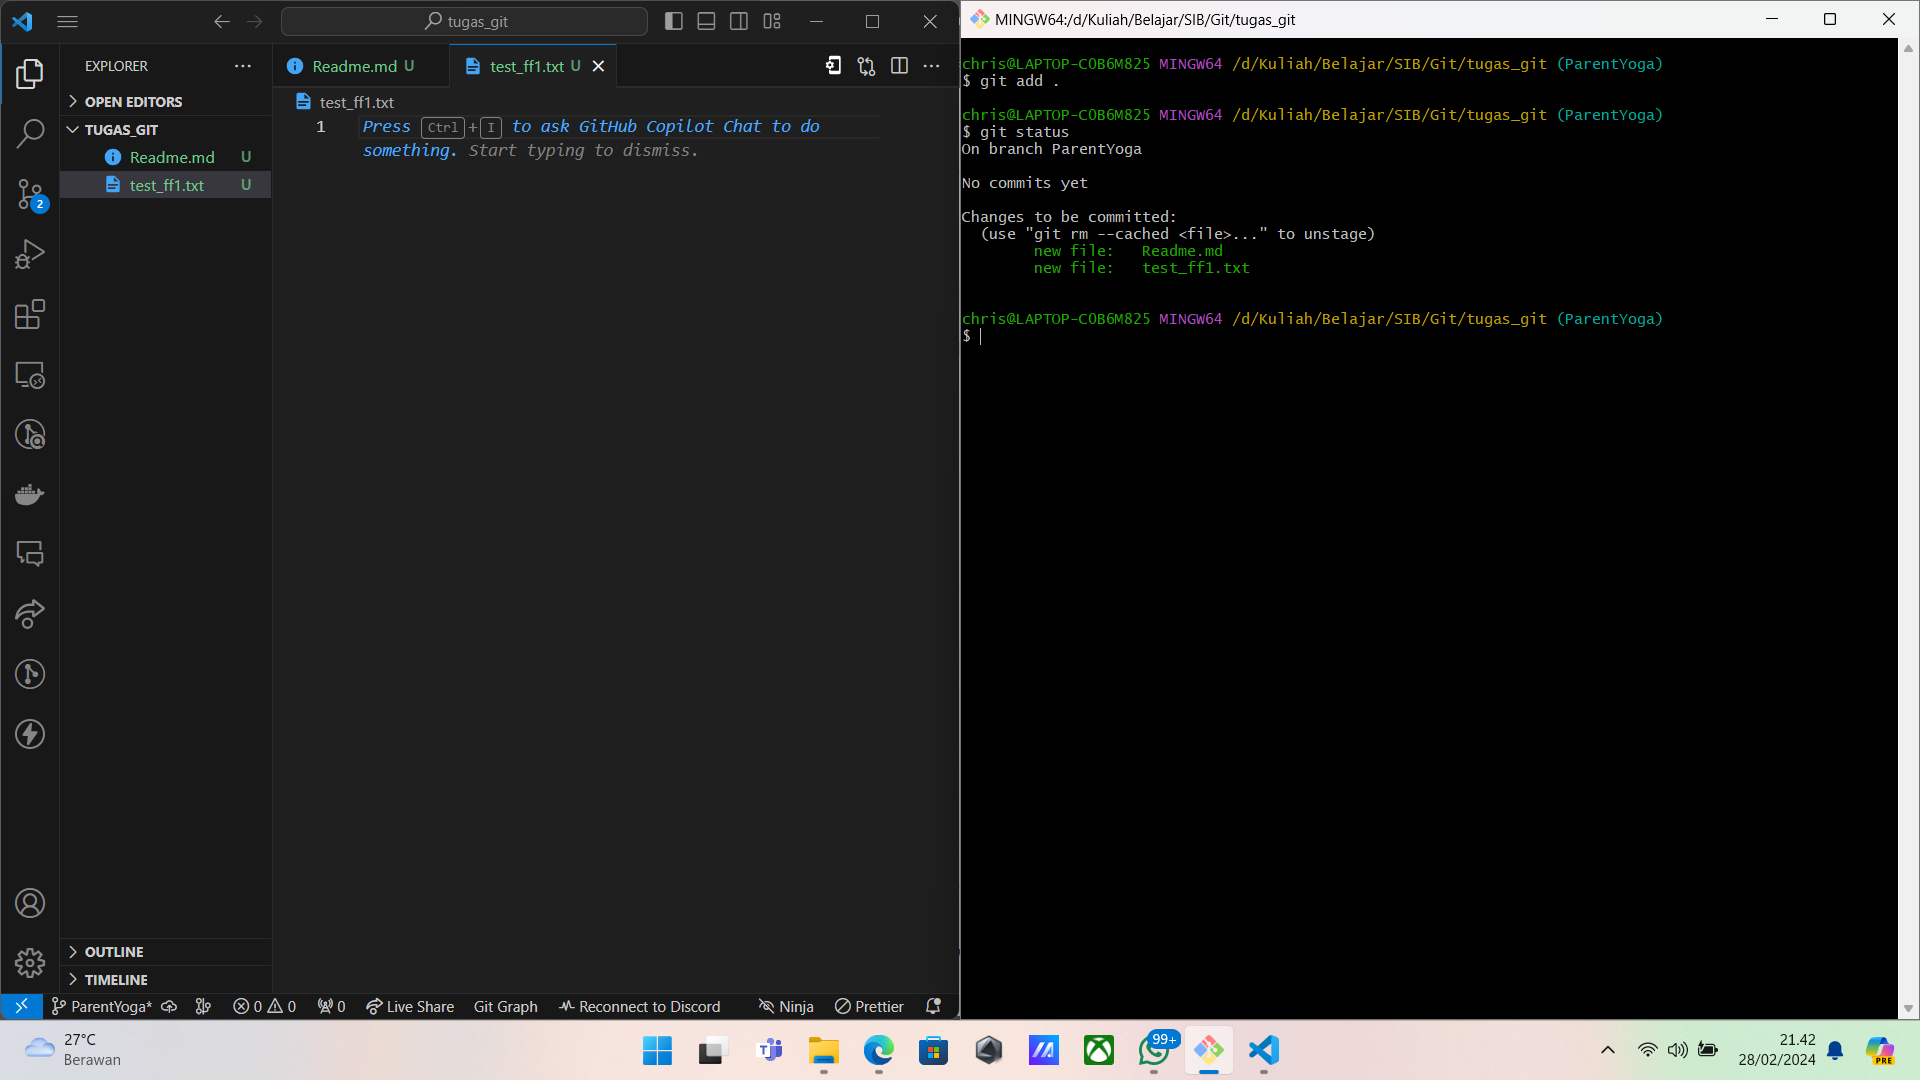 tugas_git
EXPLORER
OPEN EDITORS
TUGAS_GIT
Readme.md U
test_ff1.txt U
2
Readme.md U
test_ff1.txt U
test_ff1.txt
1 Press Ctrl+I to ask GitHub Copilot Chat to do
something. Start typing to dismiss.
OUTLINE
TIMELINE
ParentYoga* 0 0 0 Live Share Git Graph Reconnect to Discord Ninja Prettier
MINGW64:/d/Kuliah/Belajar/SIB/Git/tugas_git
chris@LAPTOP-COB6M825 MINGW64 /d/Kuliah/Belajar/SIB/Git/tugas_git (ParentYoga)
$ git add .
chris@LAPTOP-COB6M825 MINGW64 /d/Kuliah/Belajar/SIB/Git/tugas_git (ParentYoga)
$ git status
On branch ParentYoga
No commits yet
Changes to be committed:
(use "git rm --cached <file>..." to unstage)
new file: Readme.md
new file: test_ff1.txt
chris@LAPTOP-COB6M825 MINGW64 /d/Kuliah/Belajar/SIB/Git/tugas_git (ParentYoga)
$
27°C
Berawan
99+
21.42
28/02/2024
PRE